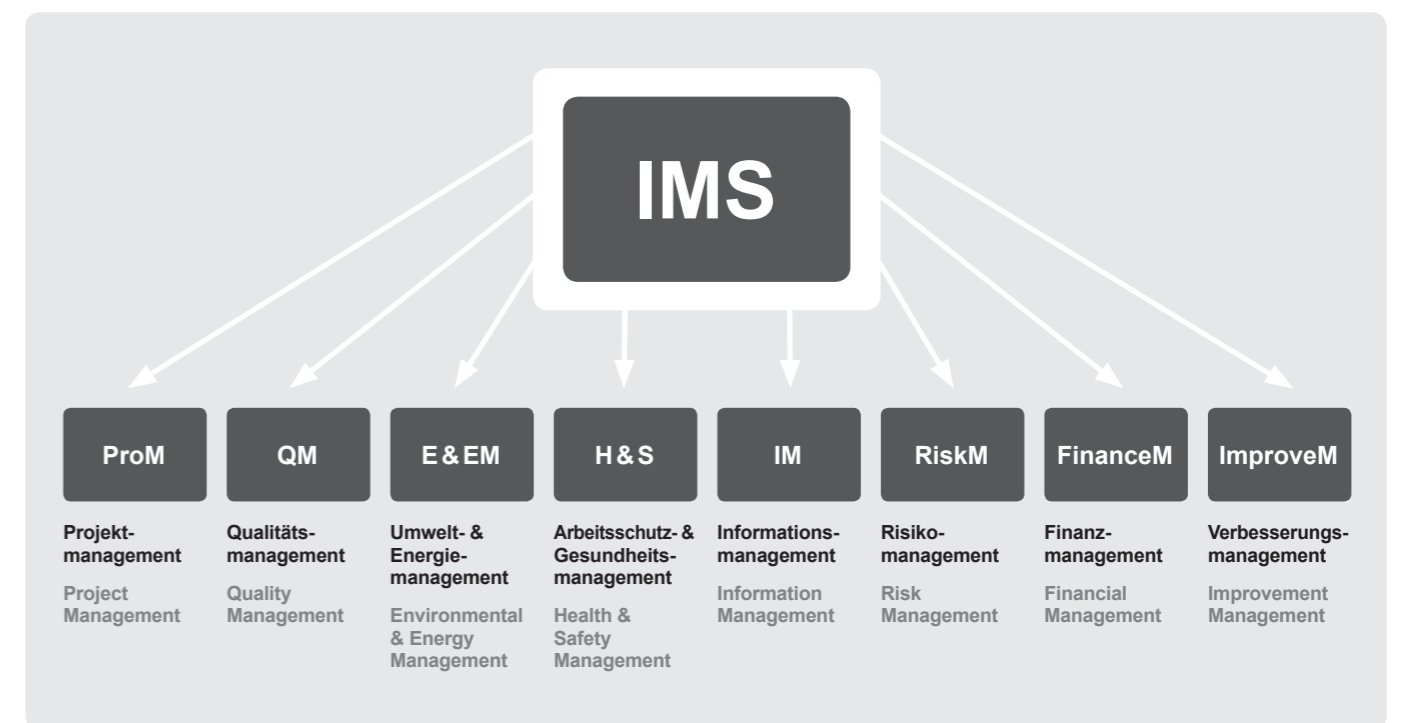 IMS
ProM
QM
E & EM
H & S
IM
RiskM
FinanceM
ImproveM
Projekt-
management
Project
Management
Qualitäts-
management
Quality
Management
Umwelt- &
Energie-
management
Environmental
& Energy
Management
Arbeitsschutz- &
Gesundheits-
management
Health &
Safety
Management
Informations-
management
Information
Management
Risiko-
management
Risk
Management
Finanz-
management
Financial
Management
Verbesserungs-
management
Improvement
Management